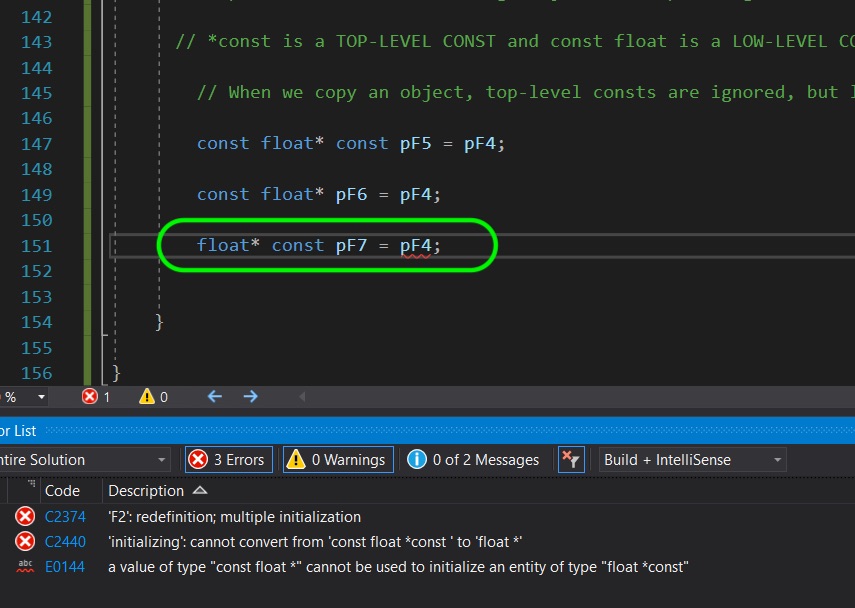 142
143 // *const is a TOP-LEVEL CONST and const float is a LOW-LEVEL
144
145 // When we copy an object, top-level consts are ignored, but
146
147 const float* const pF5 = pF4;
148
149 const float* pF6 = pF4;
150
151 float* const pF7 = pF4;
152
153
154 }
155
156 }
% 1 0
or List
ntire Solution 3 Errors 0 Warnings 0 of 2 Messages Build + IntelliSense
Code Description
C2374 'F2': redefinition; multiple initialization
C2440 'initializing': cannot convert from 'const float *const ' to 'float *'
abc E0144 a value of type "const float *" cannot be used to initialize an entity of type "float *const"